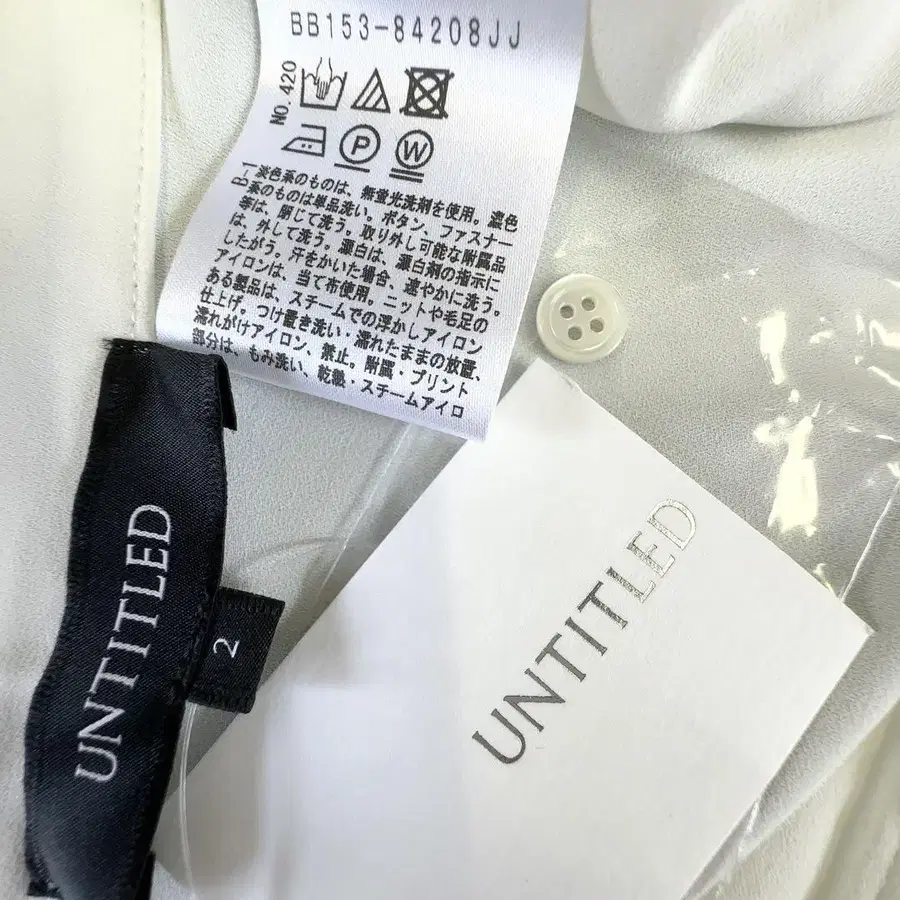 BB153-84208JJ
NO.420
P
W
B-1 淡色系のものは、無蛍光洗剤を使用。濃色
系のものは単品洗い。ボタン、ファスナー
等は、閉じて洗う。取り外し可能な附属品
は、外して洗う。漂白は、漂白剤の指示に
したがう。汗をかいた場合、速やかに洗う。
アイロンは、当て布使用。ニットや毛足の
ある製品は、スチームでの浮かしアイロン
仕上げ。つけ置き洗い・濡れたままの放置、
濡れがけアイロン、禁止。附属・プリント
部分は、もみ洗い、乾熱・スチームアイロ
UNTITLED
2
UNTITLED